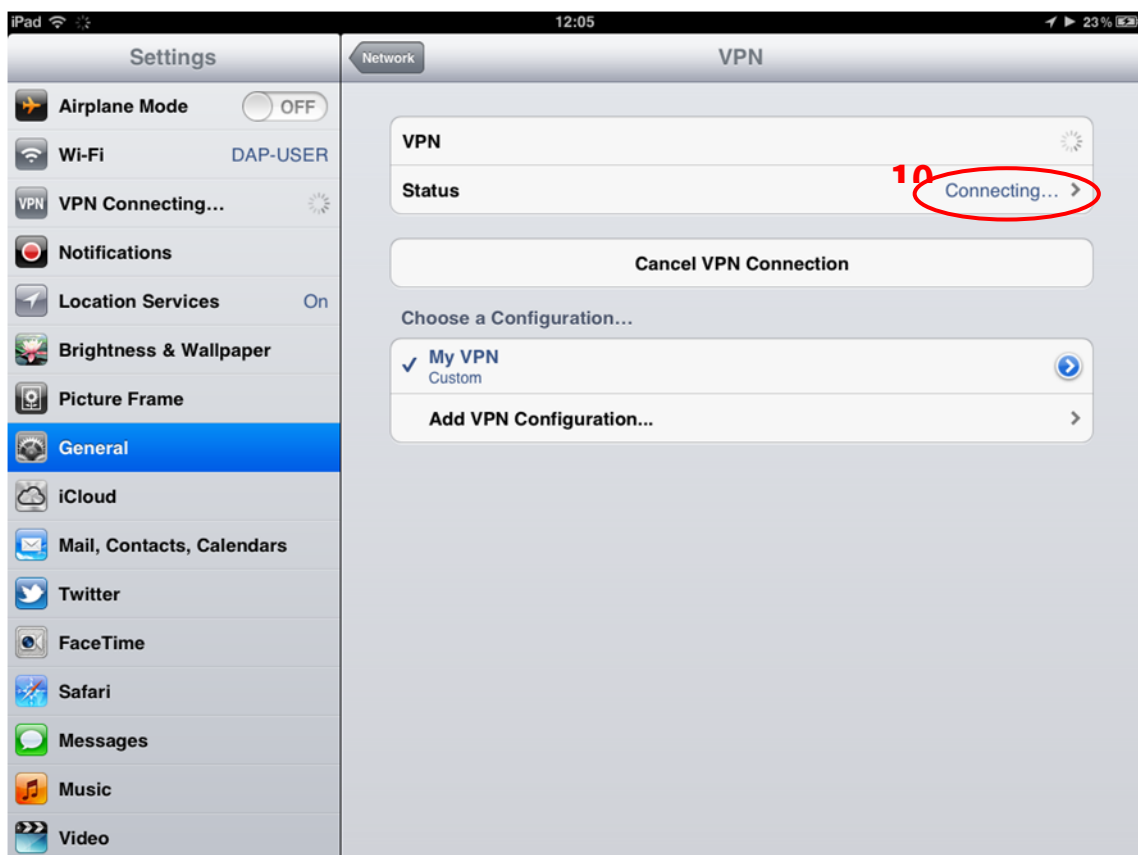 iPad 12:05 23%
Settings
Airplane Mode OFF
Wi-Fi DAP-USER
VPN VPN Connecting...
Notifications
Location Services On
Brightness & Wallpaper
Picture Frame
General
iCloud
Mail, Contacts, Calendars
Twitter
FaceTime
Safari
Messages
Music
Video
Network VPN
VPN
10
Status Connecting...
Cancel VPN Connection
Choose a Configuration...
My VPN
Custom
Add VPN Configuration...